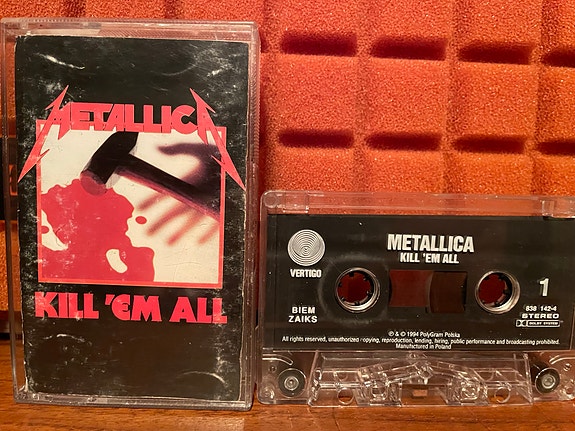 METALLICA
KILL 'EM ALL
VERTIGO
METALLICA
KILL 'EM ALL
1
BIEM
ZAIKS
838 142-4
STEREO
DOLBY SYSTEM
℗ & © 1994 PolyGram Polska
All rights reserved, unauthorized copying, reproduction, lending, hiring, public performance and broadcasting prohibited.
Manufactured in Poland